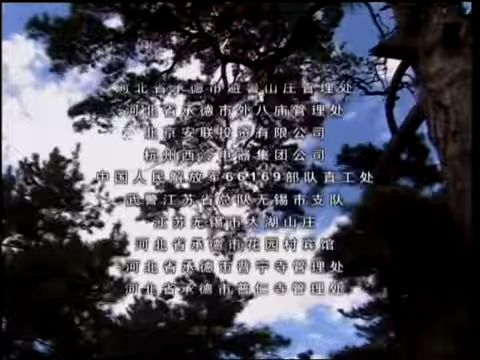 河北省承德市避暑山庄管理处
河北省承德市外八庙管理处
北京安联投资有限公司
杭州西泠电器集团公司
中国人民解放军66169部队直工处
武警江苏省总队无锡市支队
江苏无锡市太湖山庄
河北省承德市花园村宾馆
河北省承德市普宁寺管理处
河北省承德市普仁寺管理处